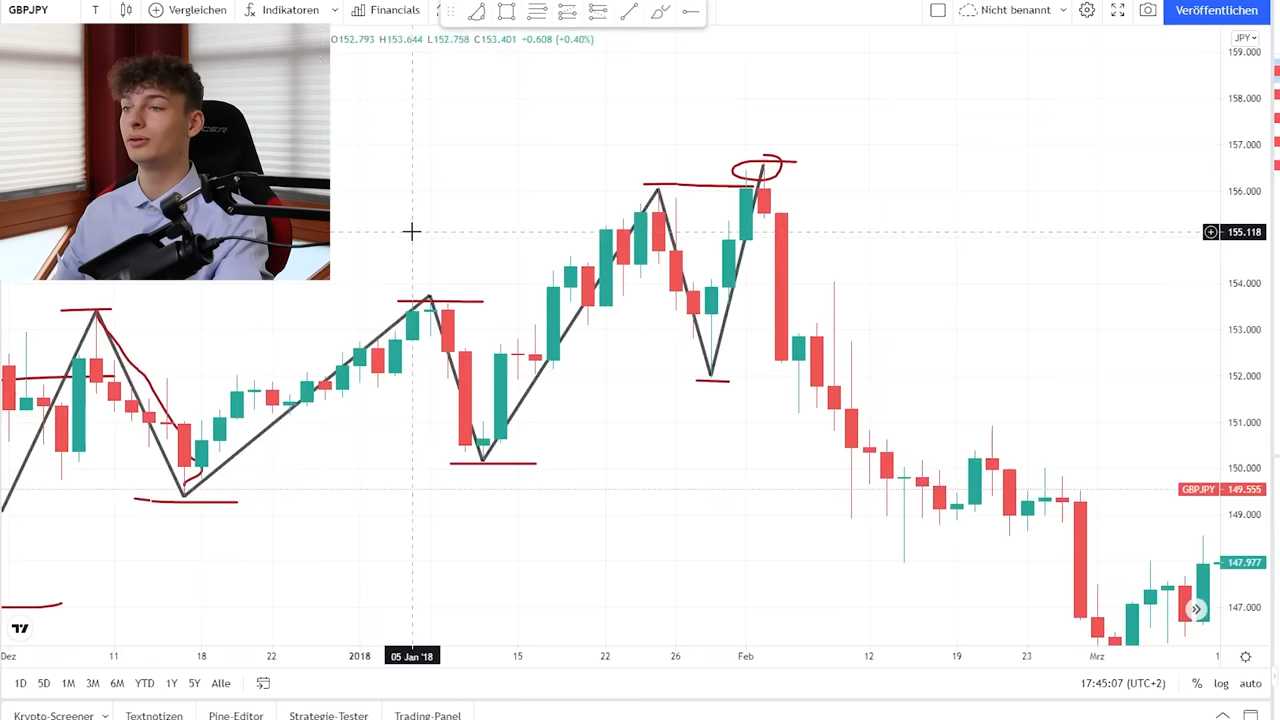 GBPJPY T Vergleichen Indikatoren Financials Nicht benannt Veröffentlichen
O152.793 H153.644 L152.758 C153.401 +0.608 (+0.40%)
JPY
159.000
158.000
157.000
156.000
155.118
154.000
153.000
152.000
151.000
150.000
GBPJPY 149.555
149.000
147.977
147.000
Dez 11 18 22 2018 05 Jan '18 15 22 26 Feb 12 19 23 Mrz 1
1D 5D 1M 3M 6M YTD 1Y 5Y Alle 17:45:07 (UTC+2) % log auto
Krypto-Screener Textnotizen Pine-Editor Strategie-Tester Trading-Panel